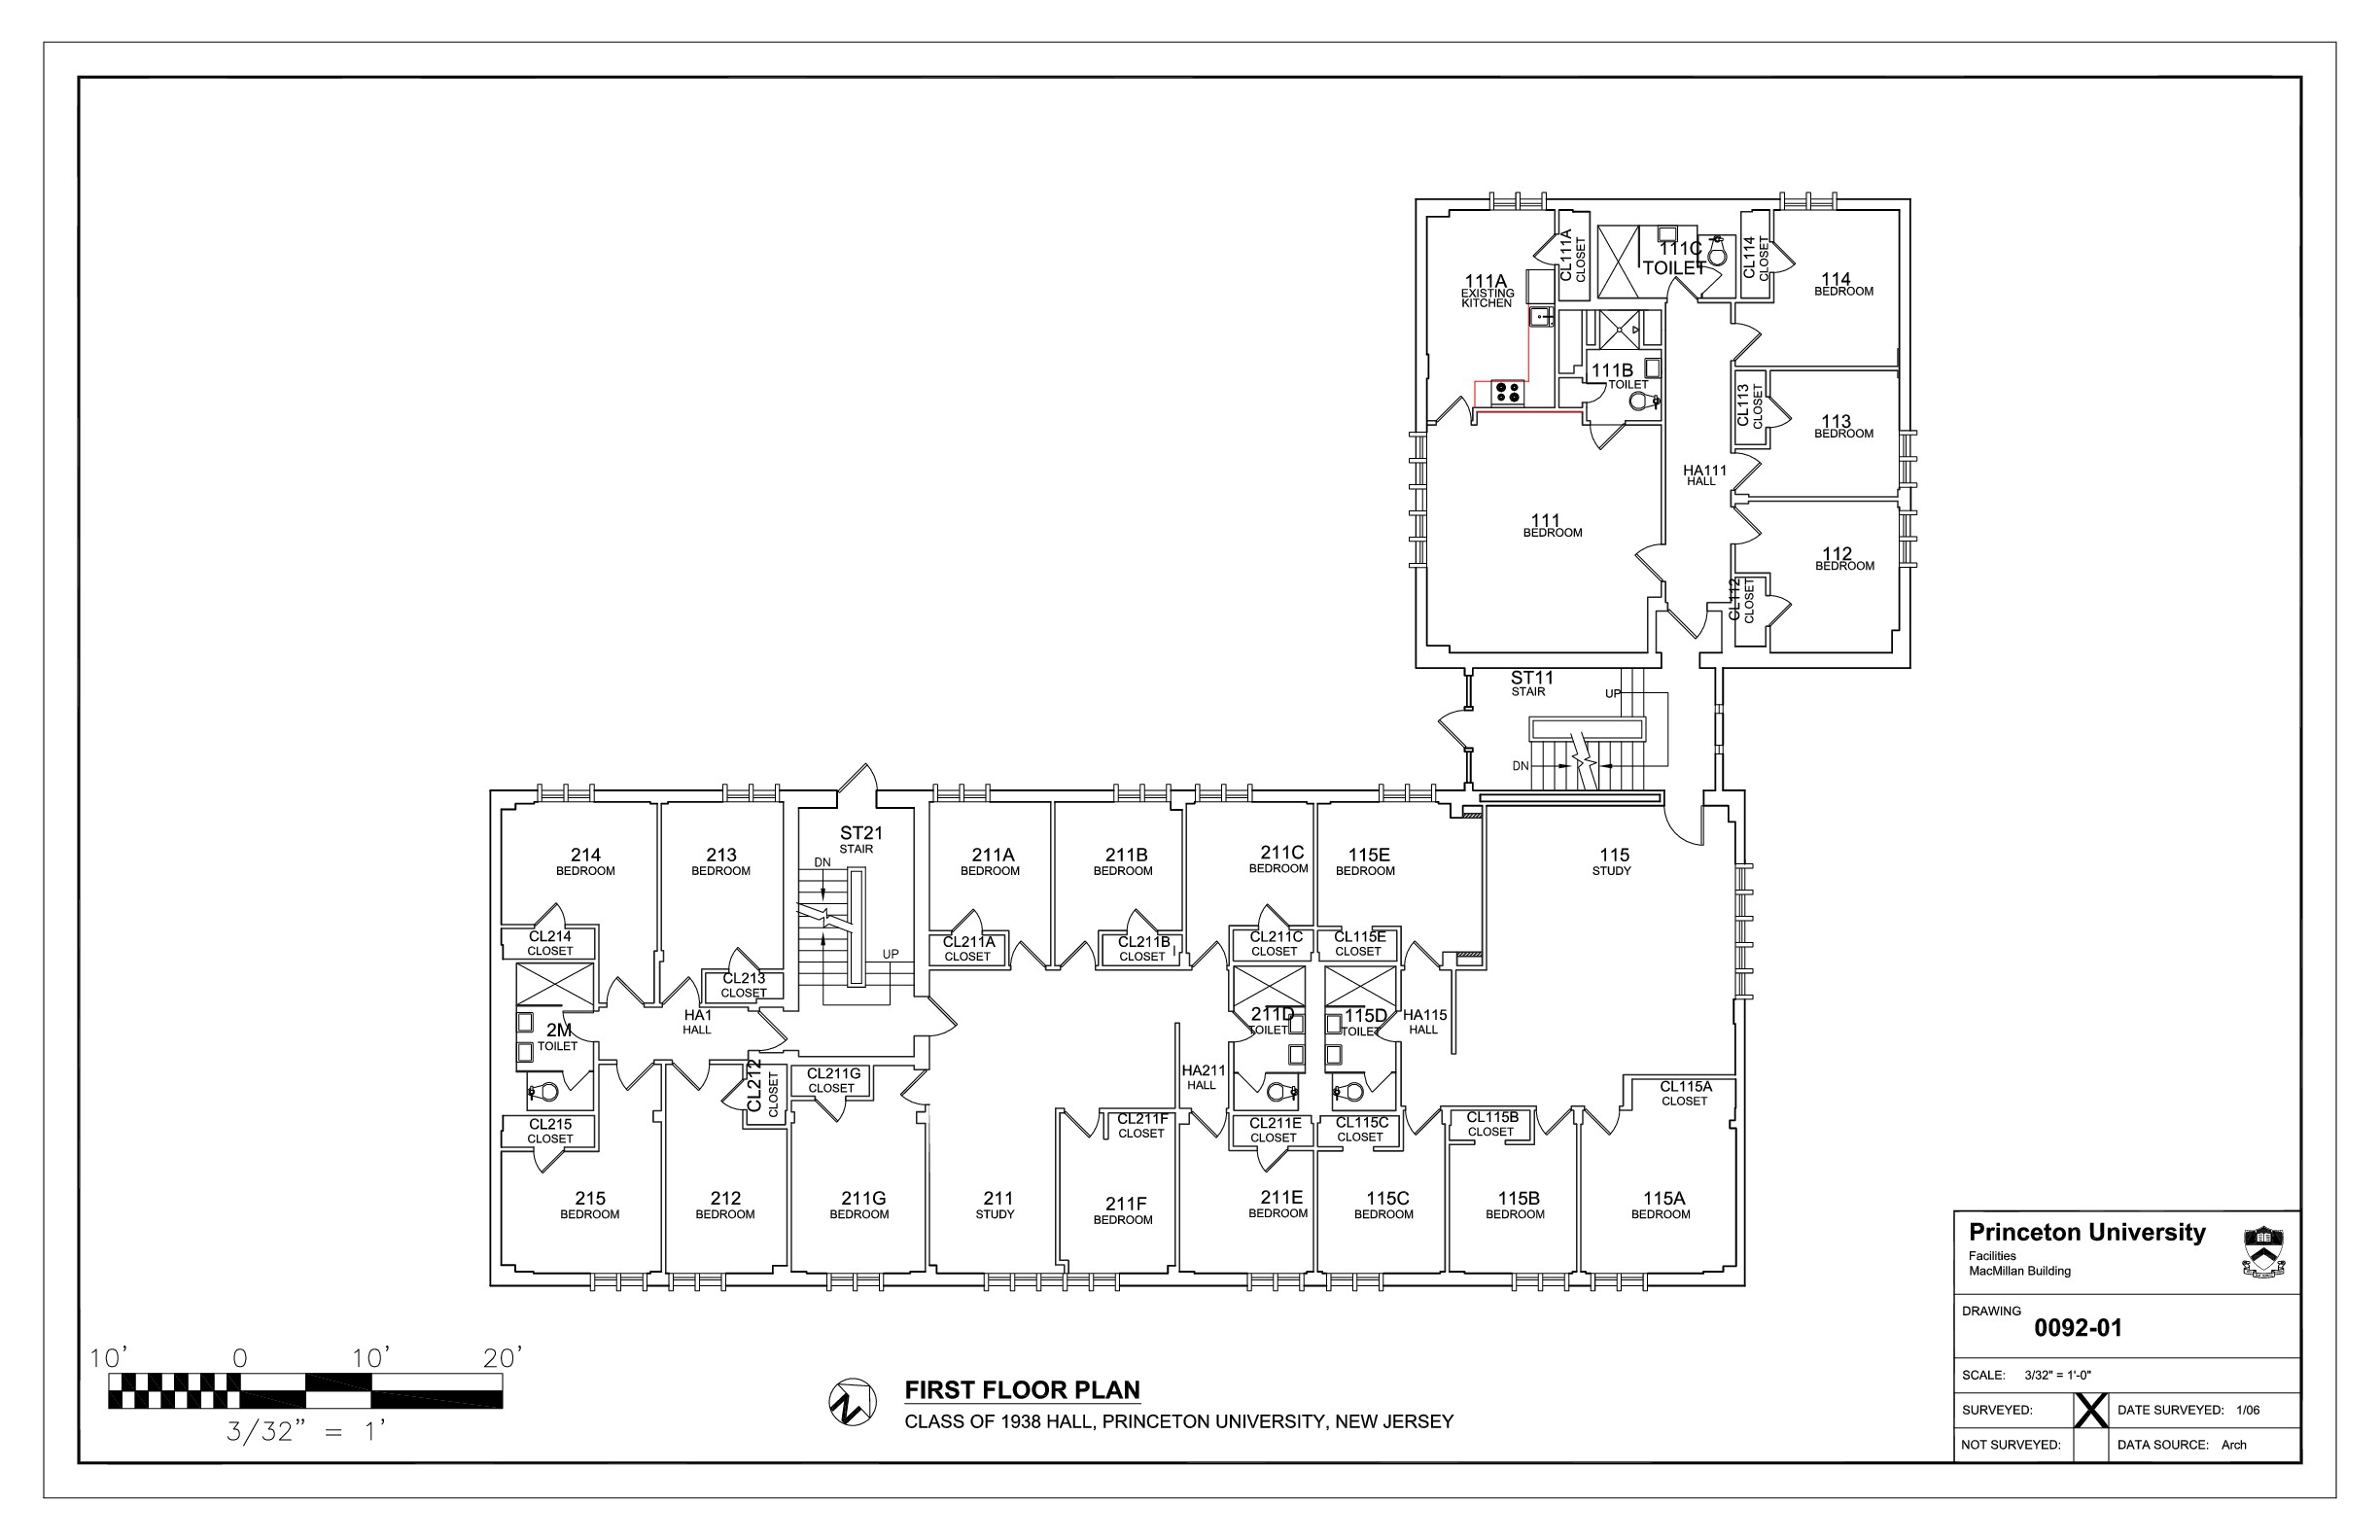 CL111A
CLOSET
111C
TOILET
CL114
CLOSET
111A
EXISTING
KITCHEN
114
BEDROOM
111B
TOILET
CL113
CLOSET
113
BEDROOM
HA111
HALL
111
BEDROOM
112
BEDROOM
CL112
CLOSET
ST11
STAIR
UP
DN
214
BEDROOM
213
BEDROOM
ST21
STAIR
DN
211A
BEDROOM
211B
BEDROOM
211C
BEDROOM
115E
BEDROOM
115
STUDY
CL214
CLOSET
CL213
CLOSET
UP
CL211A
CLOSET
CL211B
CLOSET
CL211C
CLOSET
CL115E
CLOSET
2M
TOILET
HA1
HALL
211D
TOILET
115D
TOILET
HA115
HALL
CL212
CLOSET
CL211G
CLOSET
HA211
HALL
CL115A
CLOSET
CL215
CLOSET
CL211F
CLOSET
CL211E
CLOSET
CL115C
CLOSET
CL115B
CLOSET
215
BEDROOM
212
BEDROOM
211G
BEDROOM
211
STUDY
211F
BEDROOM
211E
BEDROOM
115C
BEDROOM
115B
BEDROOM
115A
BEDROOM
10' 0 10' 20'
3/32" = 1'
N
FIRST FLOOR PLAN
CLASS OF 1938 HALL, PRINCETON UNIVERSITY, NEW JERSEY
Princeton University
Facilities
MacMillan Building
DRAWING
0092-01
SCALE: 3/32" = 1'-0"
SURVEYED: X DATE SURVEYED: 1/06
NOT SURVEYED: DATA SOURCE: Arch